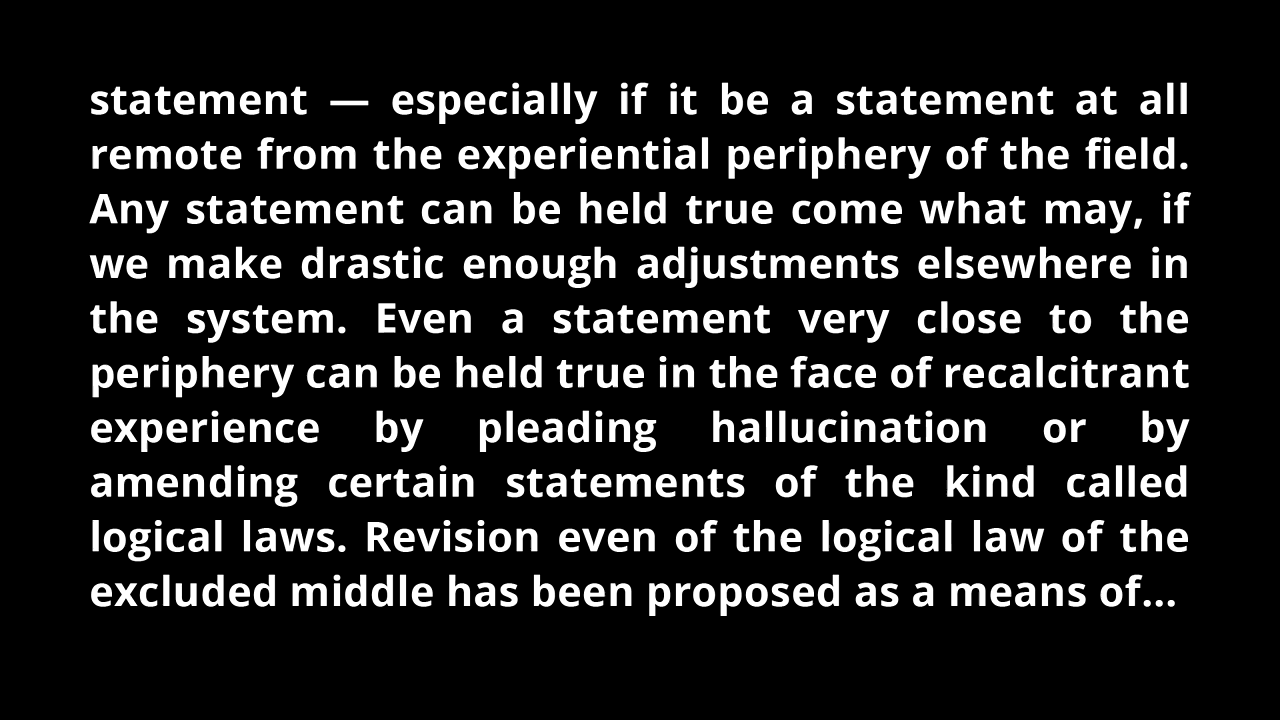 statement — especially if it be a statement at all
remote from the experiential periphery of the field.
Any statement can be held true come what may, if
we make drastic enough adjustments elsewhere in
the system. Even a statement very close to the
periphery can be held true in the face of recalcitrant
experience by pleading hallucination or by
amending certain statements of the kind called
logical laws. Revision even of the logical law of the
excluded middle has been proposed as a means of...